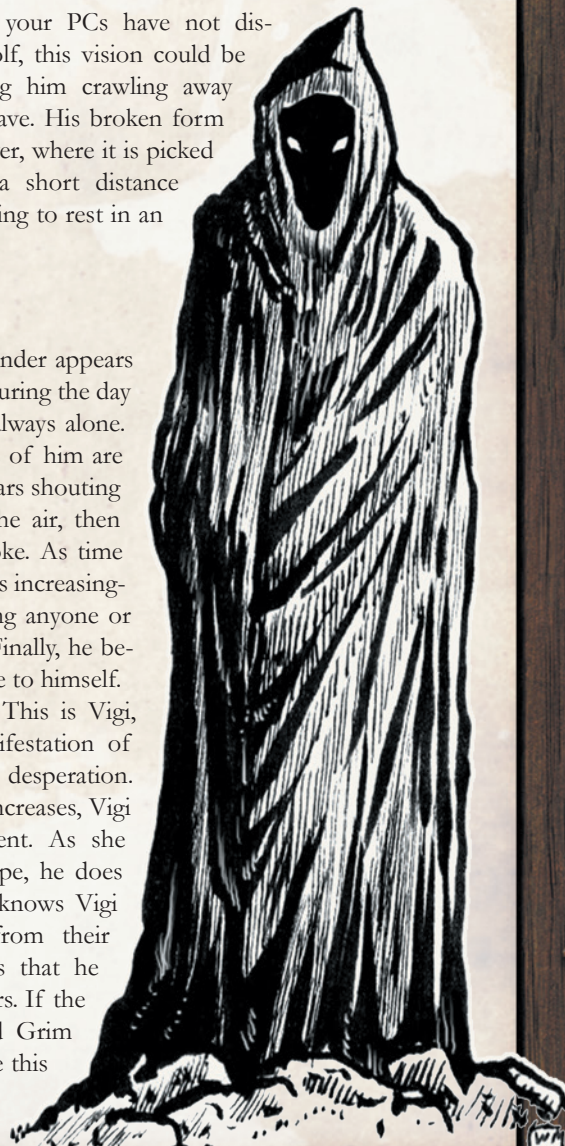 your PCs have not dis-
olf, this vision could be
g him crawling away
ave. His broken form
er, where it is picked
a short distance
ing to rest in an
nder appears
uring the day
lways alone.
of him are
ars shouting
he air, then
ke. As time
s increasing-
ng anyone or
Finally, he be-
e to himself.
This is Vigi,
ifestation of
desperation.
ncreases, Vigi
ent. As she
pe, he does
knows Vigi
from their
s that he
rs. If the
l Grim
e this